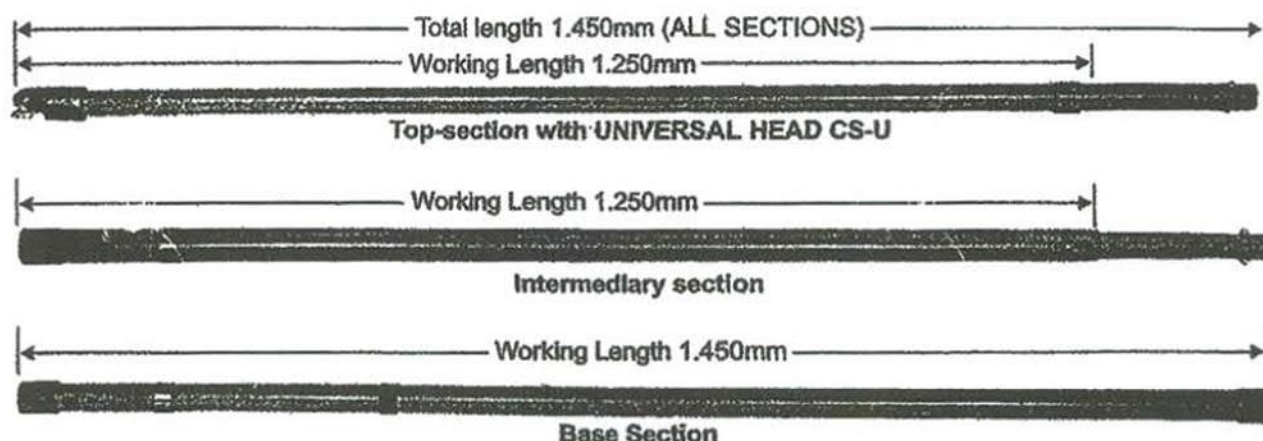 Total length 1.450mm (ALL SECTIONS)
Working Length 1.250mm
Top-section with UNIVERSAL HEAD CS-U
Working Length 1.250mm
Intermediary section
Working Length 1.450mm
Base Section